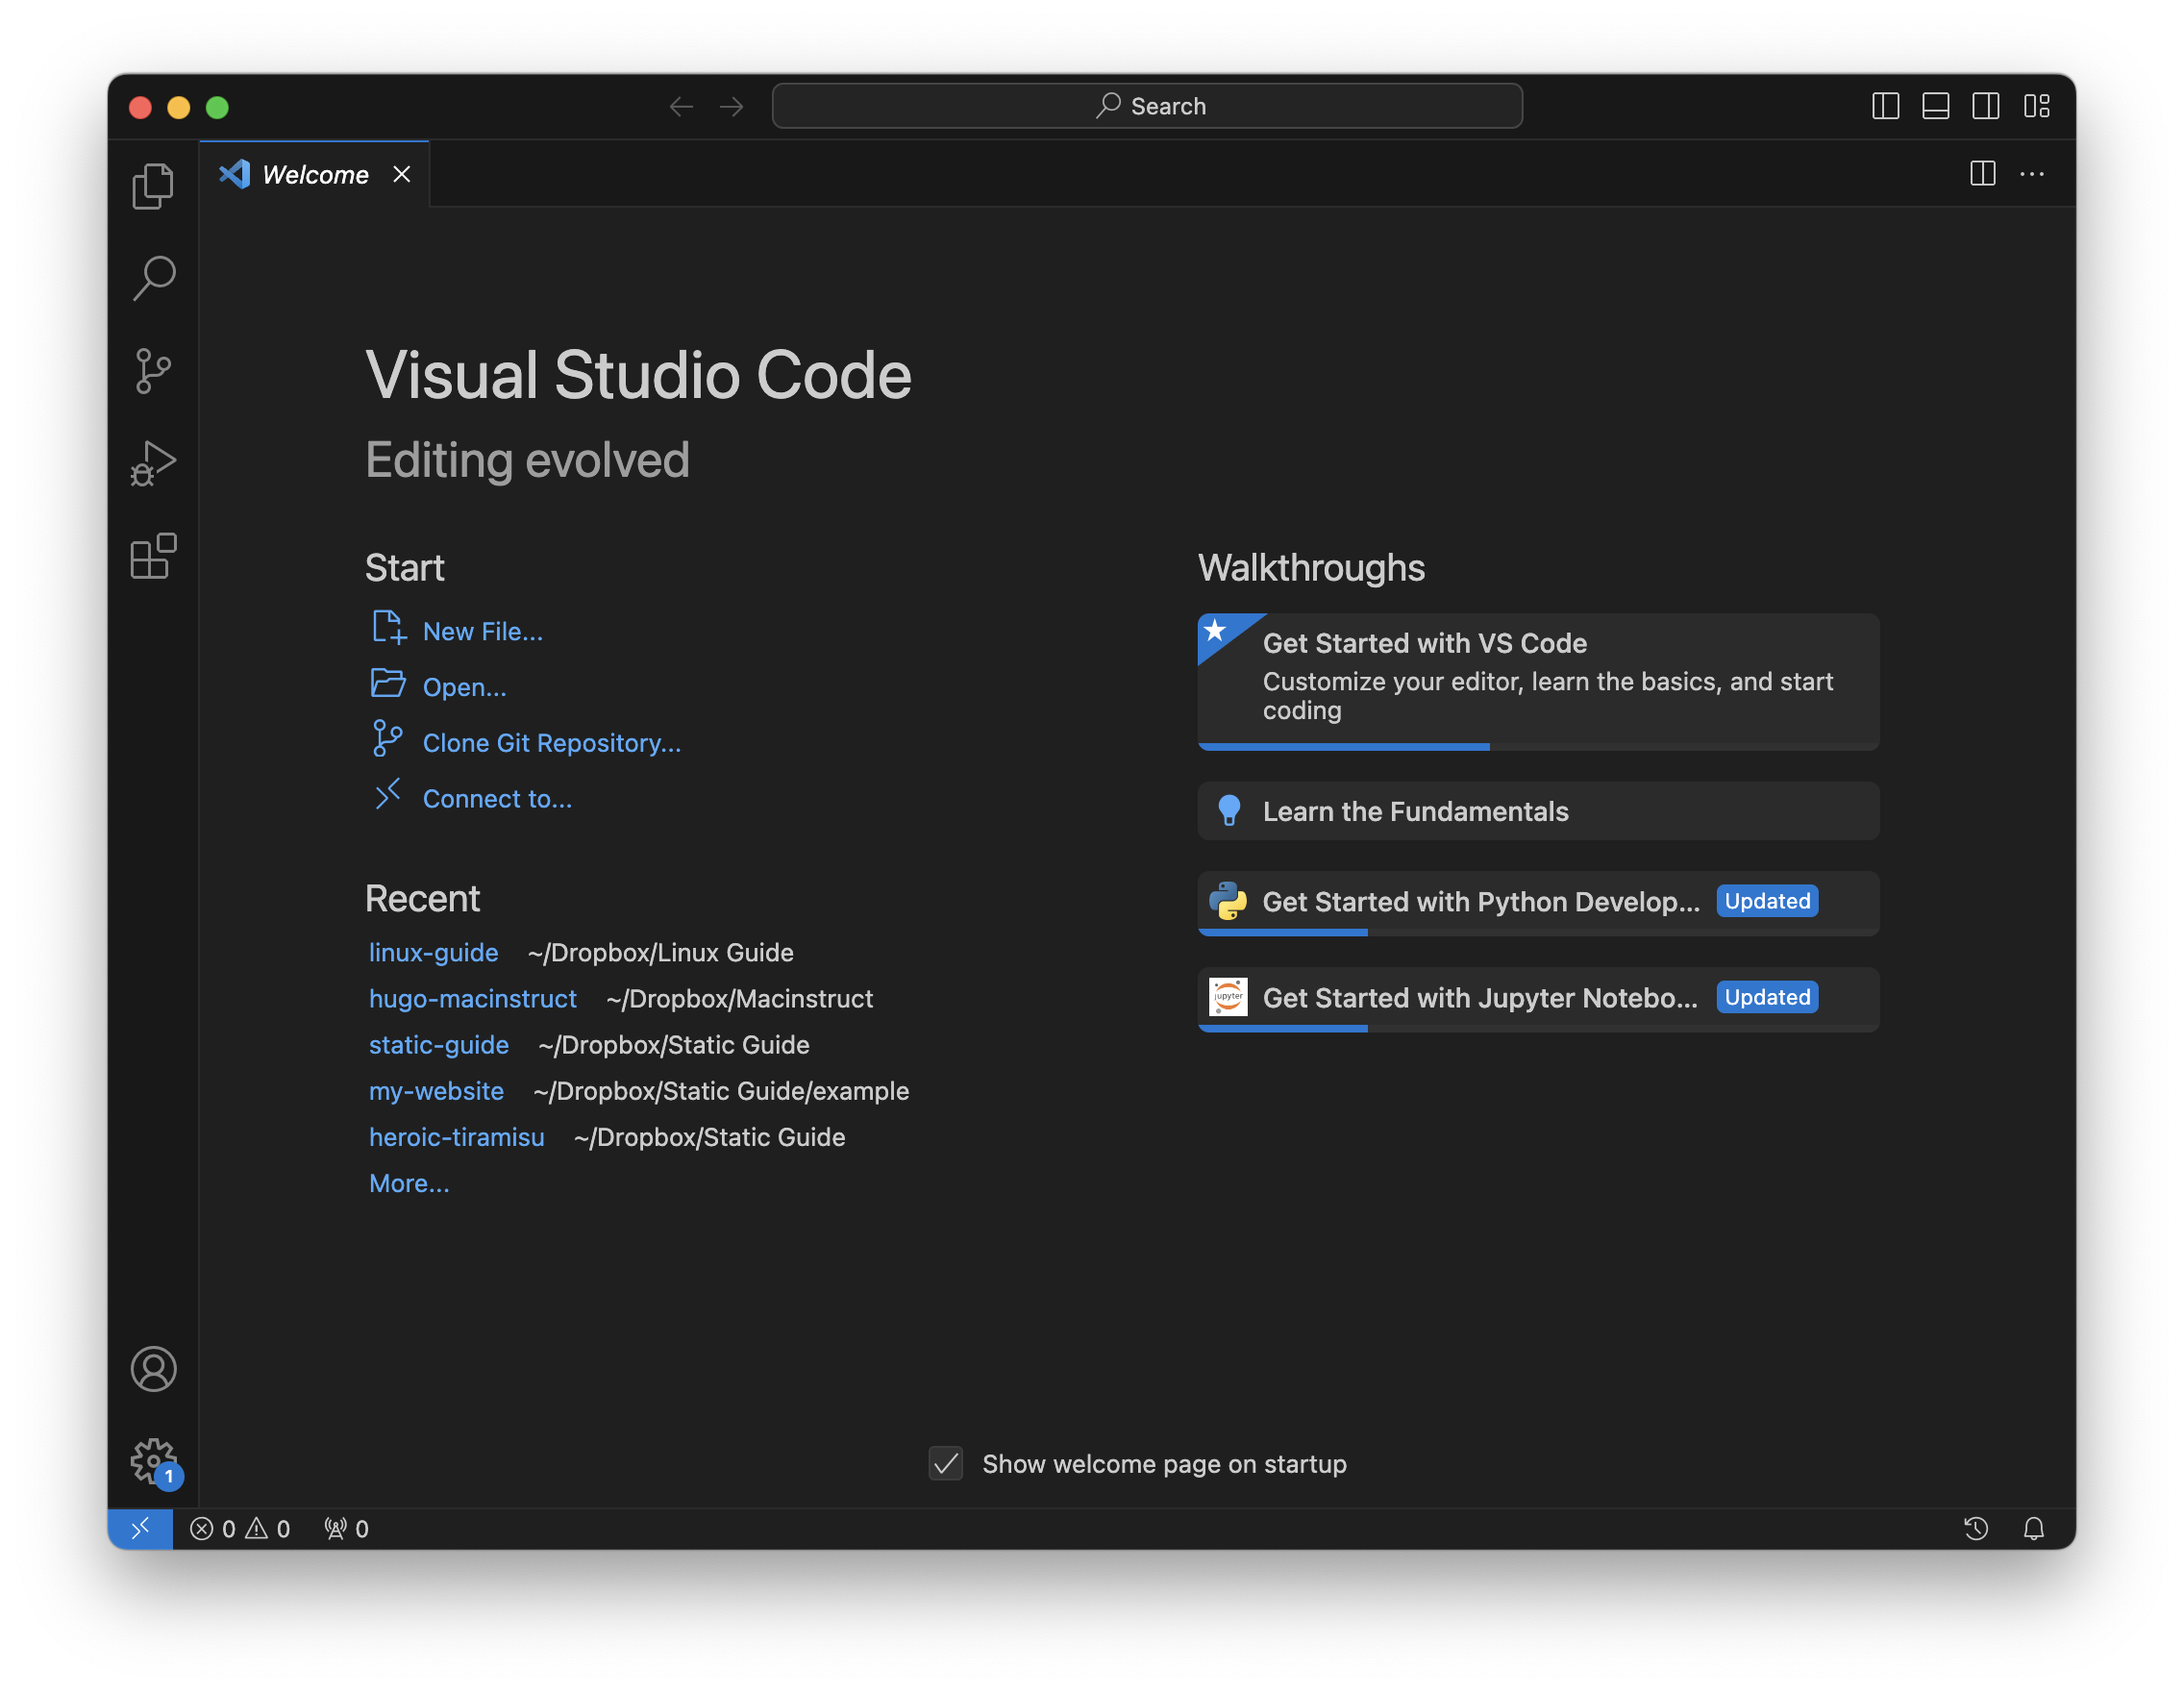 Search
Welcome
Visual Studio Code
Editing evolved
Start
New File...
Open...
Clone Git Repository...
Connect to...
Recent
linux-guide ~/Dropbox/Linux Guide
hugo-macinstruct ~/Dropbox/Macinstruct
static-guide ~/Dropbox/Static Guide
my-website ~/Dropbox/Static Guide/example
heroic-tiramisu ~/Dropbox/Static Guide
More...
Walkthroughs
Get Started with VS Code
Customize your editor, learn the basics, and start
coding
Learn the Fundamentals
Get Started with Python Develop... Updated
jupyter
Get Started with Jupyter Notebo... Updated
Show welcome page on startup
1
0 0 0